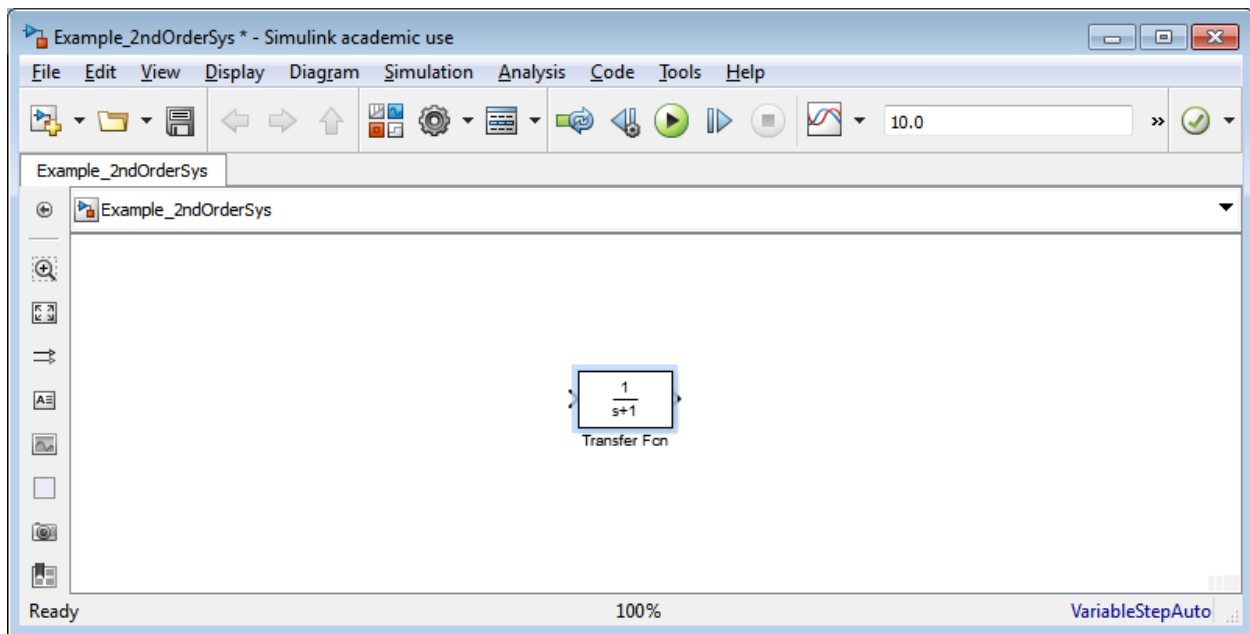 Example_2ndOrderSys * - Simulink academic use
File Edit View Display Diagram Simulation Analysis Code Tools Help
10.0 »
Example_2ndOrderSys
Example_2ndOrderSys
1
s+1
Transfer Fcn
Ready 100% VariableStepAuto